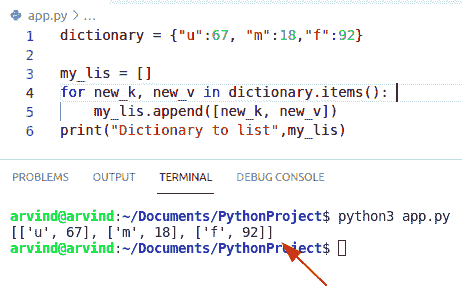 app.py > ...
1 dictionary = {"u":67, "m":18,"f":92}
2
3 my_lis = []
4 for new_k, new_v in dictionary.items():
5 my_lis.append([new_k, new_v])
6 print("Dictionary to list",my_lis)
PROBLEMS OUTPUT TERMINAL DEBUG CONSOLE
arvind@arvind:~/Documents/PythonProject$ python3 app.py
[['u', 67], ['m', 18], ['f', 92]]
arvind@arvind:~/Documents/PythonProject$